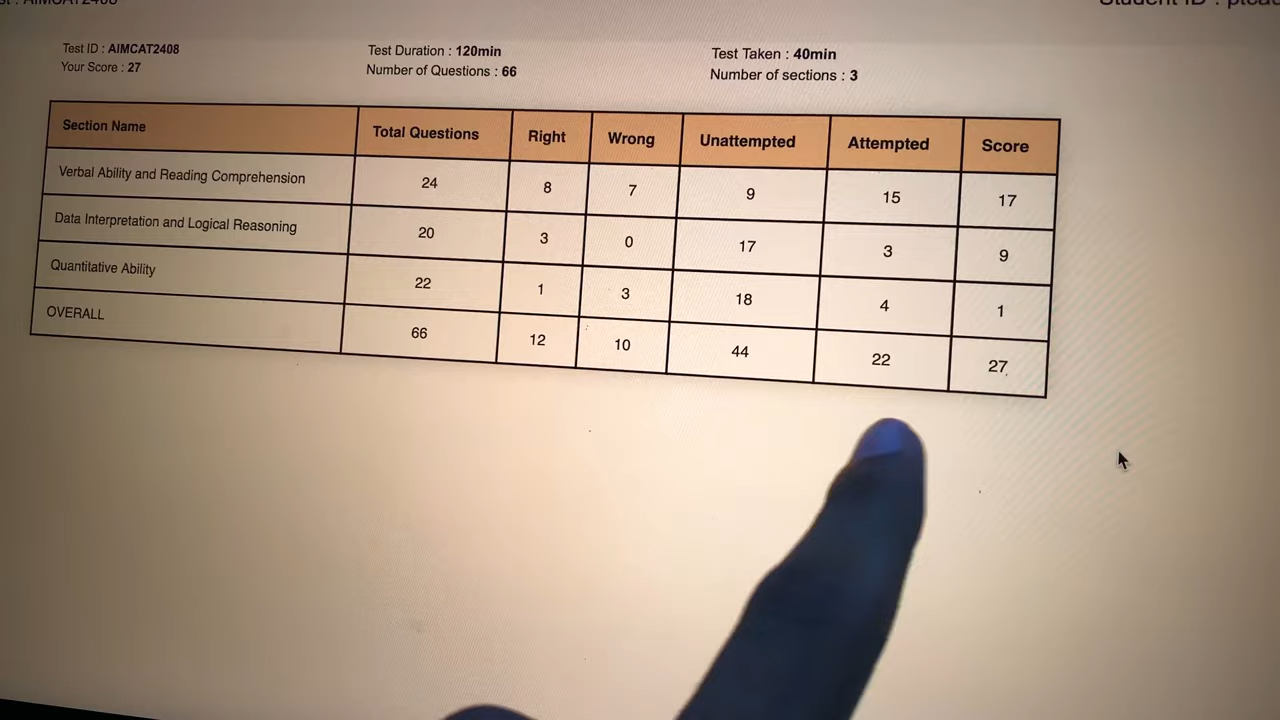 Test ID : AIMCAT2408 Test Duration : 120min Test Taken : 40min
Your Score : 27 Number of Questions : 66 Number of sections : 3
Section Name Total Questions Right Wrong Unattempted Attempted Score
Verbal Ability and Reading Comprehension 24 8 7 9 15 17
Data Interpretation and Logical Reasoning 20 3 0 17 3 9
Quantitative Ability 22 1 3 18 4 1
OVERALL 66 12 10 44 22 27